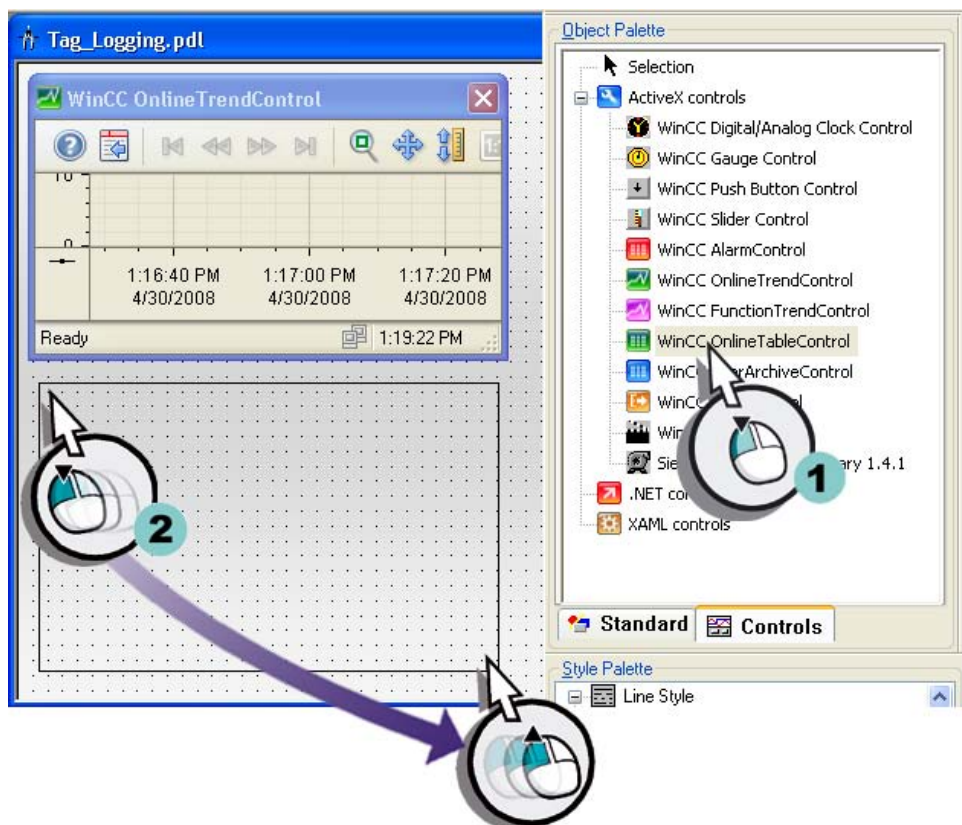 Tag_Logging.pdl
WinCC OnlineTrendControl
10
0
1:16:40 PM
4/30/2008
1:17:00 PM
4/30/2008
1:17:20 PM
4/30/2008
Ready
1:19:22 PM
2
Object Palette
Selection
ActiveX controls
WinCC Digital/Analog Clock Control
WinCC Gauge Control
WinCC Push Button Control
WinCC Slider Control
WinCC AlarmControl
WinCC OnlineTrendControl
WinCC FunctionTrendControl
WinCC OnlineTableControl
1
.NET
XAML controls
Standard
Controls
Style Palette
Line Style